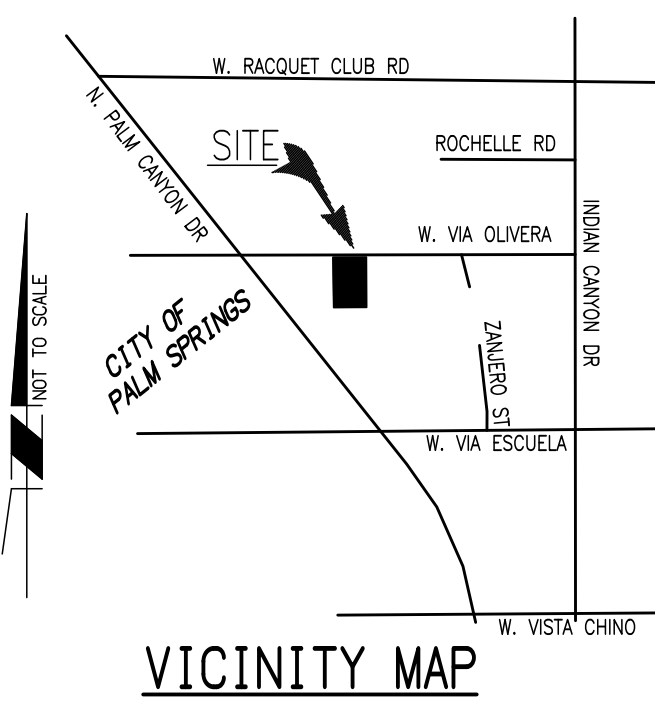 W. RACQUET CLUB RD
N. PALM CANYON DR
SITE
ROCHELLE RD
W. VIA OLIVERA
INDIAN CANYON DR
NOT TO SCALE
CITY OF
PALM SPRINGS
ZANJERO ST
W. VIA ESCUELA
W. VISTA CHINO
VICINITY MAP